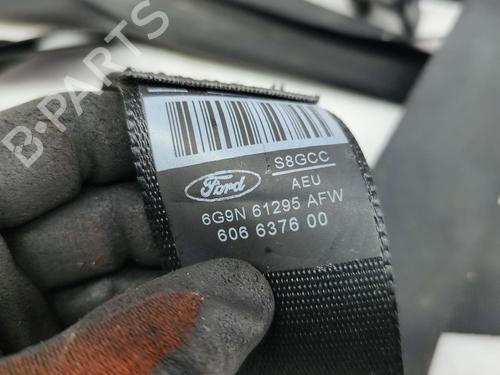 B-PARTS
S8GCC
Ford
AEU
6G9N 61295 AFW
606 6376 00